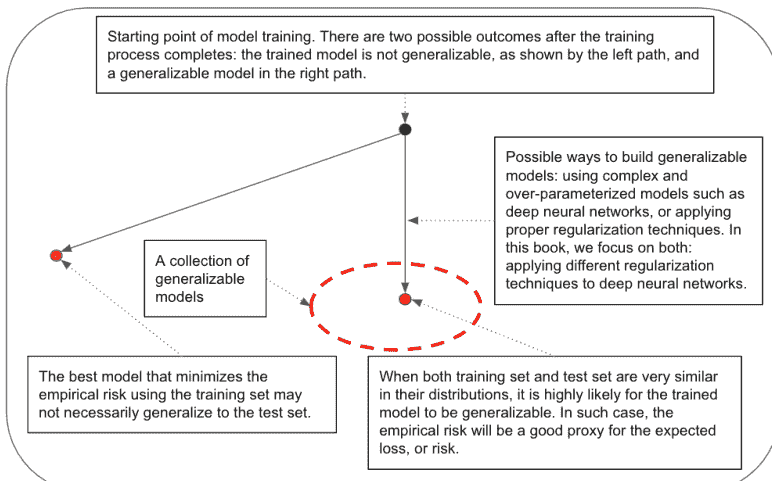 Starting point of model training. There are two possible outcomes after the training
process completes: the trained model is not generalizable, as shown by the left path, and
a generalizable model in the right path.
Possible ways to build generalizable
models: using complex and
over-parameterized models such as
deep neural networks, or applying
proper regularization techniques. In
this book, we focus on both:
applying different regularization
techniques to deep neural networks.
A collection of
generalizable
models
The best model that minimizes the
empirical risk using the training set may
not necessarily generalize to the test set.
When both training set and test set are very similar
in their distributions, it is highly likely for the trained
model to be generalizable. In such case, the
empirical risk will be a good proxy for the expected
loss, or risk.